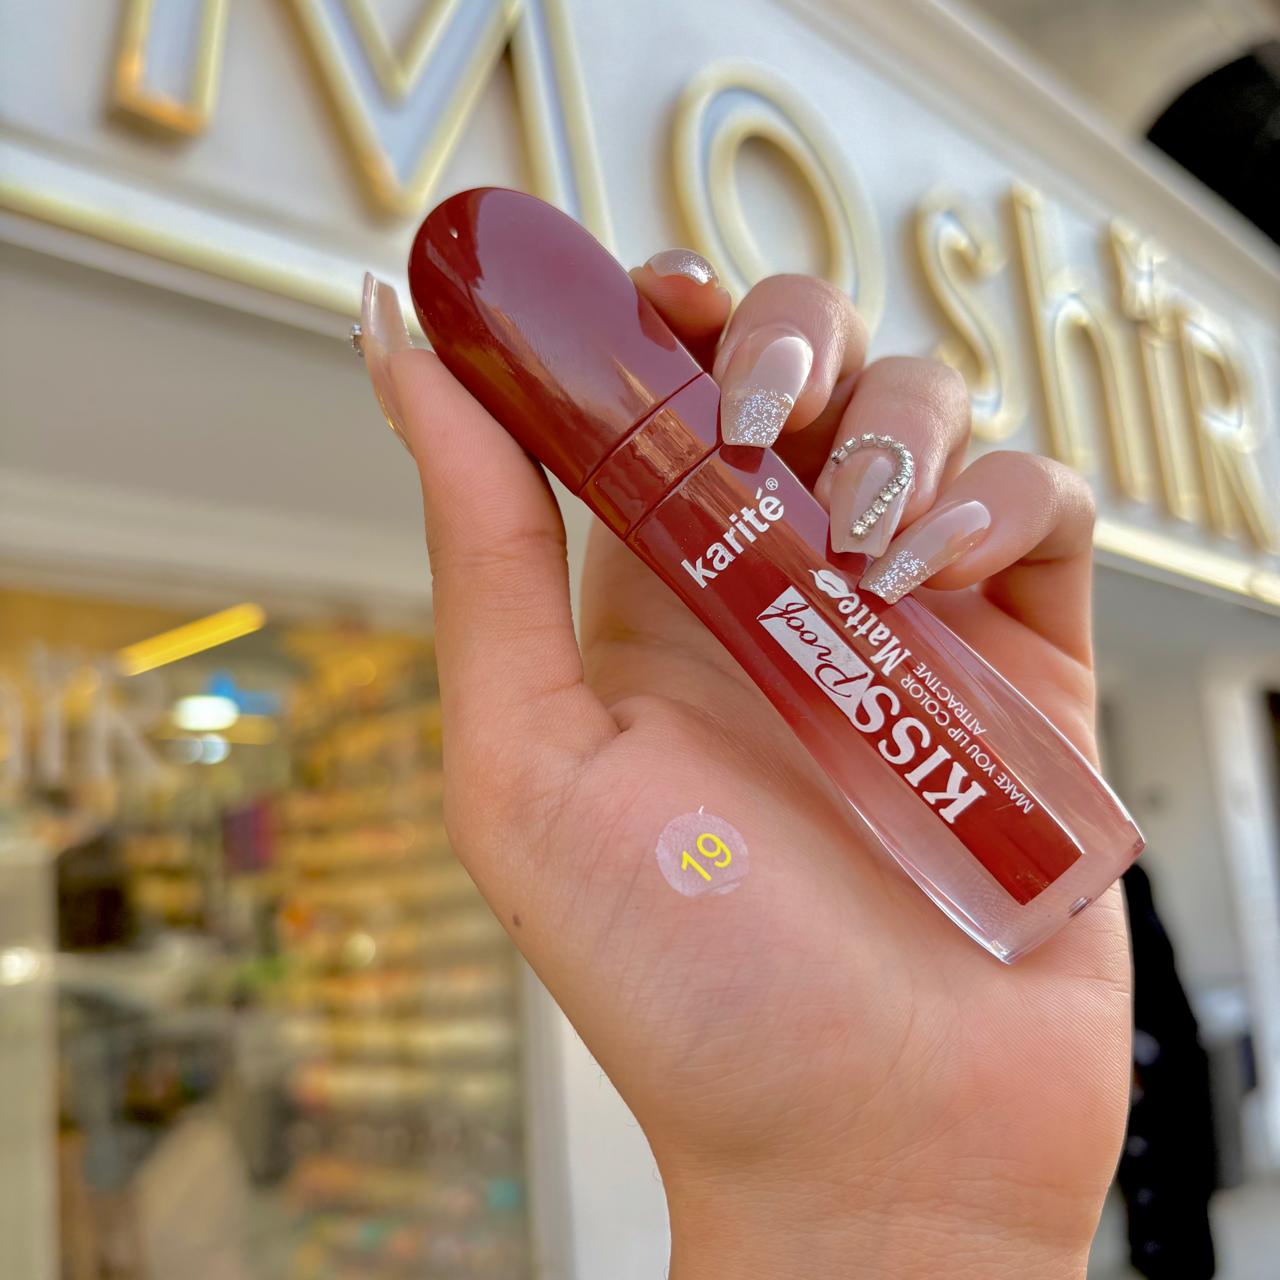 MOshiR
karité®
KISS Proof Matte
MAKE YOU LIP COLOR
ATTRACTIVE
19